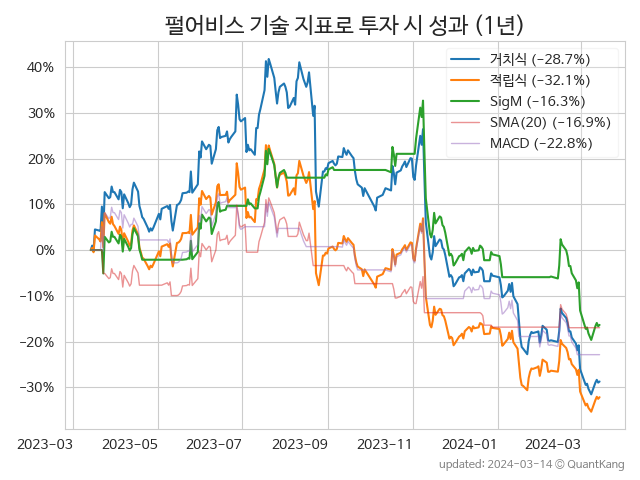 펄어비스 기술 지표로 투자 시 성과 (1년)
거치식 (−28.7%)
적립식 (−32.1%)
SigM (−16.3%)
SMA(20) (−16.9%)
MACD (−22.8%)
40%
30%
20%
10%
0%
−10%
−20%
−30%
2023-03 2023-05 2023-07 2023-09 2023-11 2024-01 2024-03
updated: 2024-03-14 © QuantKang